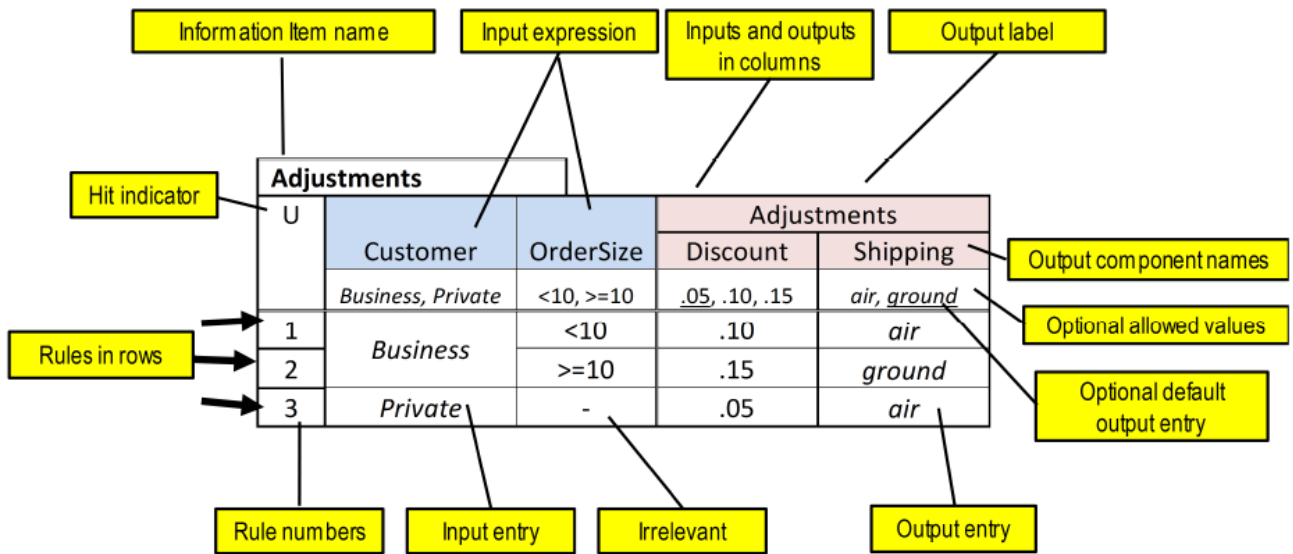 Information Item name
Input expression
Inputs and outputs
in columns
Output label
Hit indicator
Adjustments
U
Adjustments
Customer
OrderSize
Discount
Shipping
Output component names
Business, Private
<10, >=10
.05, .10, .15
air, ground
Optional allowed values
Rules in rows
1
Business
<10
.10
air
2
>=10
.15
ground
3
Private
-
.05
air
Optional default
output entry
Rule numbers
Input entry
Irrelevant
Output entry